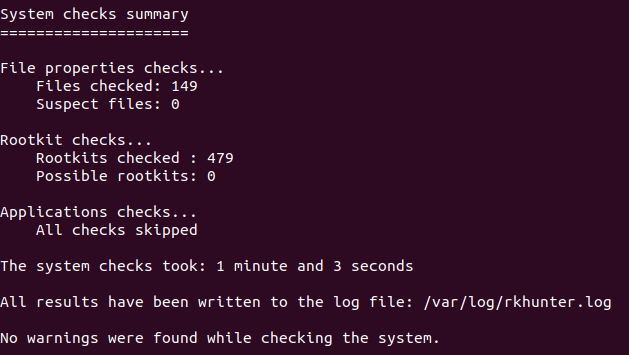 System checks summary
=====================
File properties checks...
Files checked: 149
Suspect files: 0
Rootkit checks...
Rootkits checked : 479
Possible rootkits: 0
Applications checks...
All checks skipped
The system checks took: 1 minute and 3 seconds
All results have been written to the log file: /var/log/rkhunter.log
No warnings were found while checking the system.